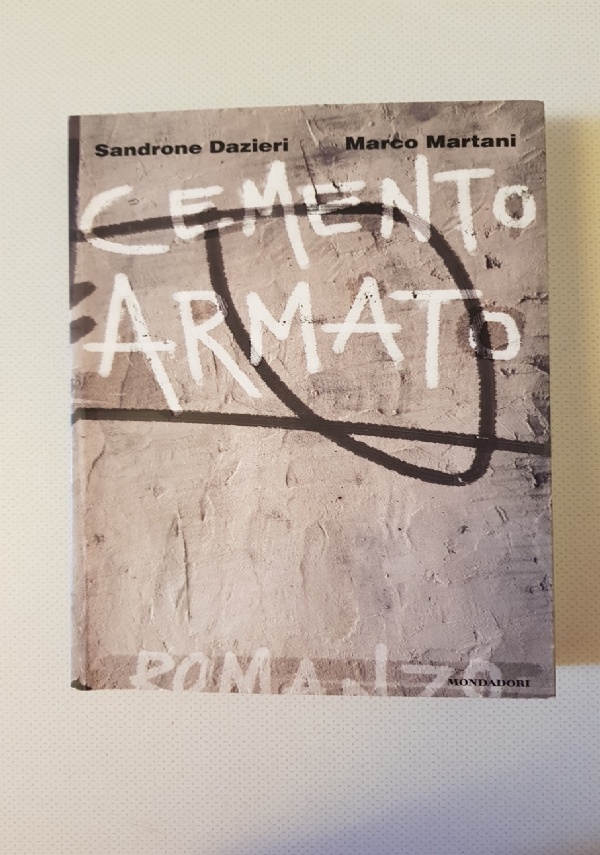 Sandrone Dazieri Marco Martani
CEMENTO
ARMATO
ROMANZO
MONDADORI